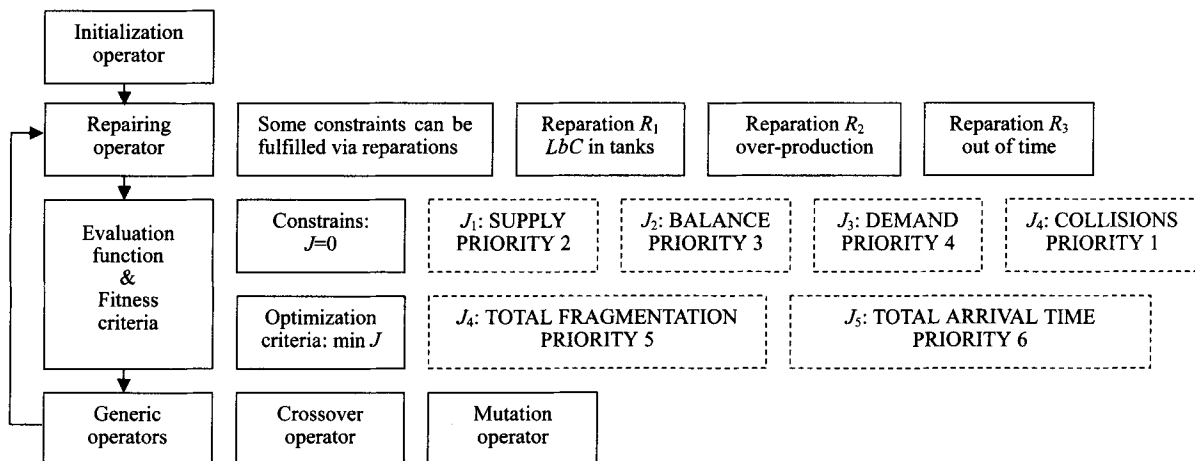 Initialization
operator
Repairing
operator
Some constraints can be
fulfilled via reparations
Reparation R1
LbC in tanks
Reparation R2
over-production
Reparation R3
out of time
Evaluation
function
&
Fitness
criteria
Constrains:
J=0
J1: SUPPLY
PRIORITY 2
J2: BALANCE
PRIORITY 3
J3: DEMAND
PRIORITY 4
J4: COLLISIONS
PRIORITY 1
Optimization
criteria: min J
J4: TOTAL FRAGMENTATION
PRIORITY 5
J5: TOTAL ARRIVAL TIME
PRIORITY 6
Generic
operators
Crossover
operator
Mutation
operator